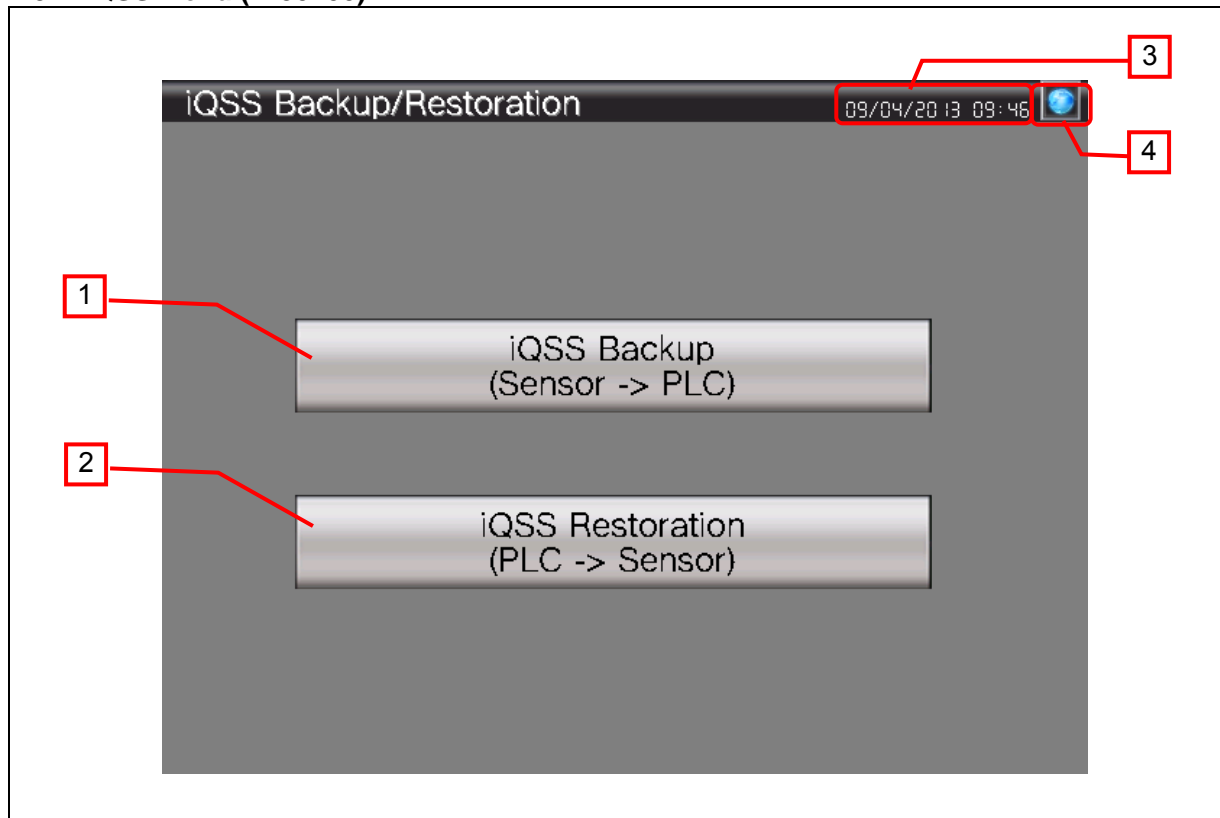 3
iQSS Backup/Restoration
09/04/2013 09:46
4
1
iQSS Backup
(Sensor -> PLC)
2
iQSS Restoration
(PLC -> Sensor)